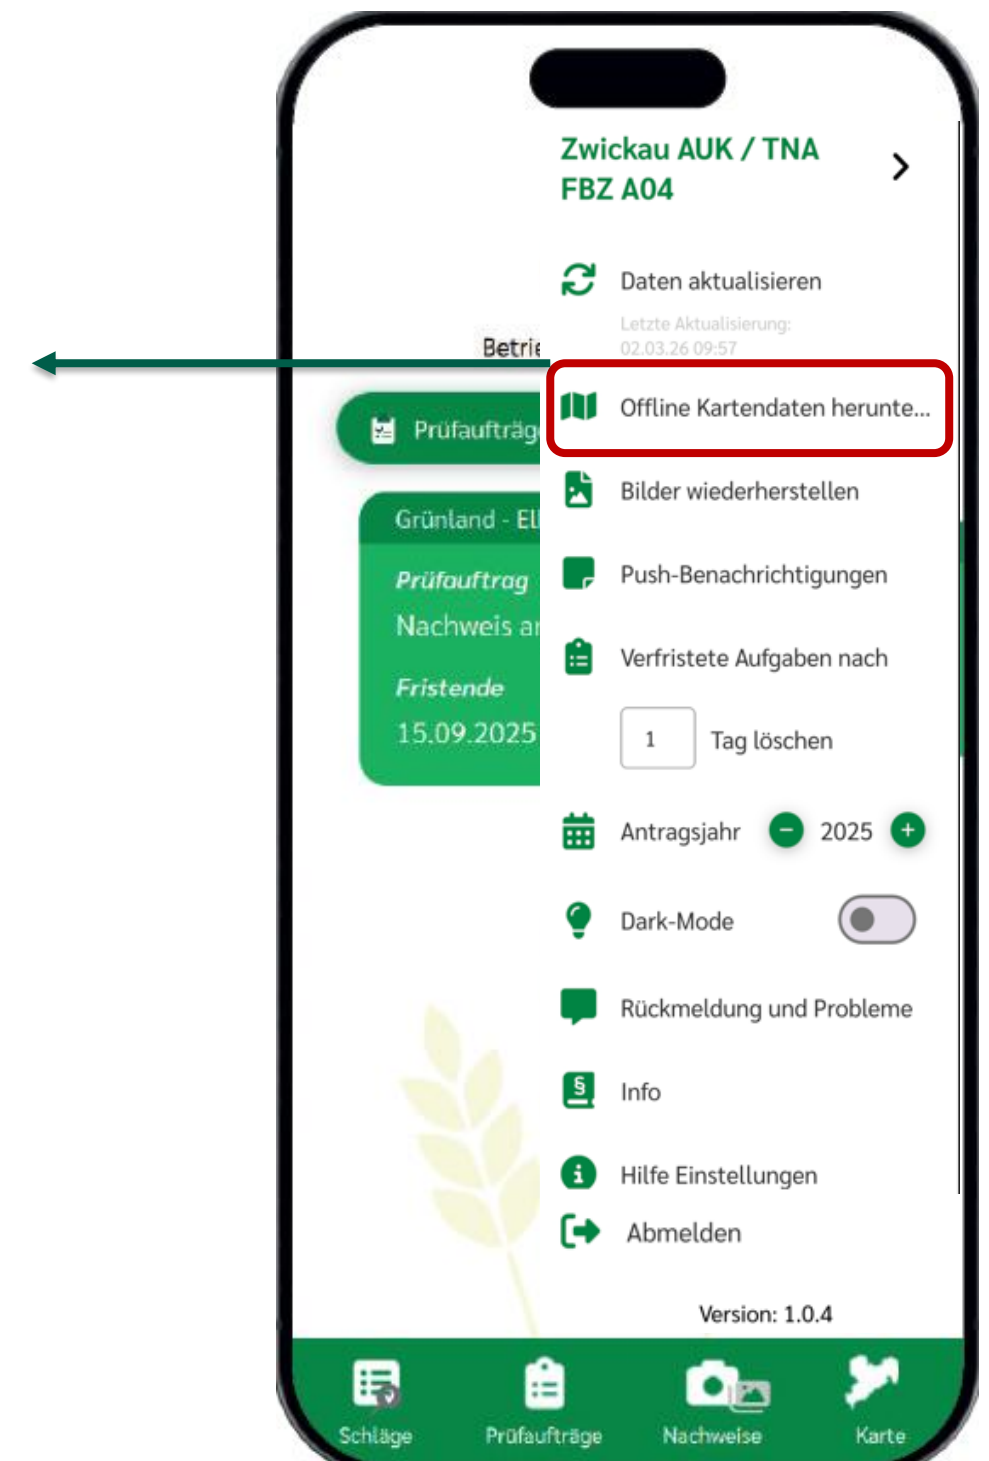 Zwickau AUK / TNA
FBZ A04
Daten aktualisieren
Letzte Aktualisierung:
02.03.26 09:57
Betrie
Offline Kartendaten herunte...
Prüfaufträg
Bilder wiederherstellen
Grünland - El
Push-Benachrichtigungen
Prüfauftrag
Nachweis ar
Verfristete Aufgaben nach
Fristende
15.09.2025
1 Tag löschen
Antragsjahr - 2025 +
Dark-Mode
Rückmeldung und Probleme
§ Info
i Hilfe Einstellungen
Abmelden
Version: 1.0.4
Schläge Prüfaufträge Nachweise Karte